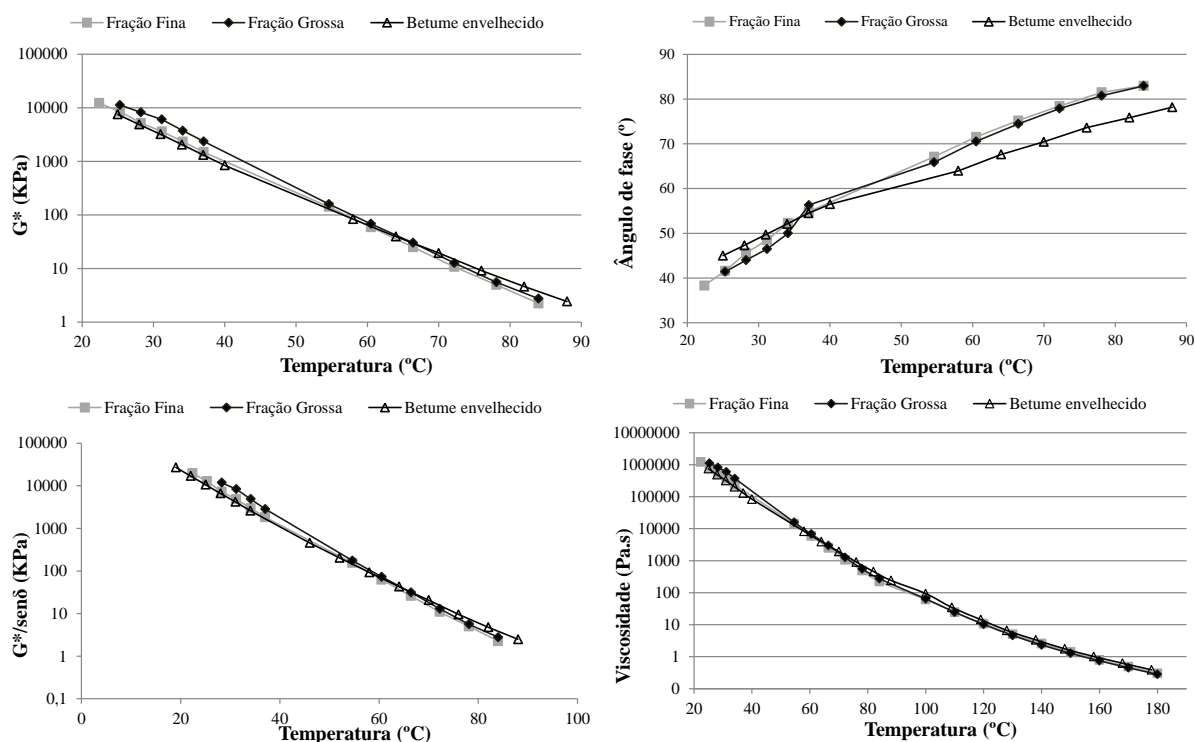 Fração Fina Fração Grossa Betume envelhecido
100000
10000
1000
100
10
1
20 30 40 50 60 70 80 90
G* (KPa)
Temperatura (ºC)
Fração Fina Fração Grossa Betume envelhecido
90
80
70
60
50
40
30
20 30 40 50 60 70 80 90
Ângulo de fase (º)
Temperatura (ºC)
Fração Fina Fração Grossa Betume envelhecido
100000
10000
1000
100
10
1
0,1
0 20 40 60 80 100
G*/senδ (KPa)
Temperatura (ºC)
Fração Fina Fração Grossa Betume envelhecido
10000000
1000000
100000
10000
1000
100
10
1
0
20 40 60 80 100 120 140 160 180
Viscosidade (Pa.s)
Temperatura (ºC)